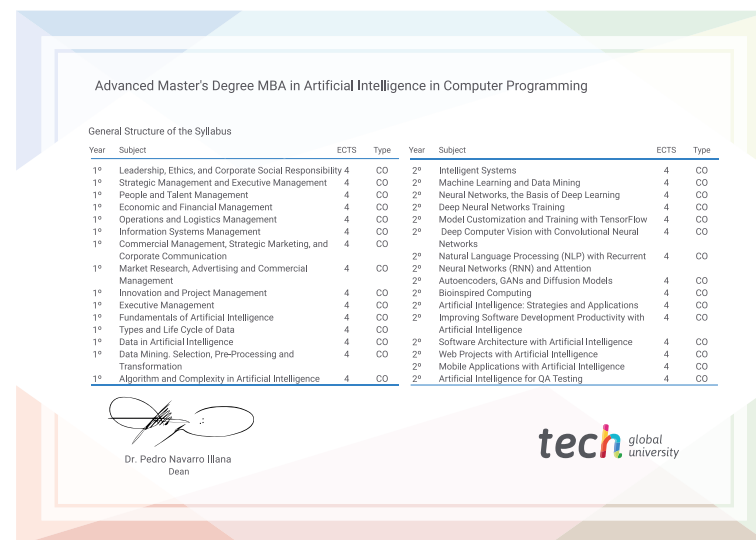 Advanced Master's Degree MBA in Artificial Intelligence in Computer Programming
General Structure of the Syllabus
Year Subject ECTS Type
1º Leadership, Ethics, and Corporate Social Responsibility 4 CO
1º Strategic Management and Executive Management 4 CO
1º People and Talent Management 4 CO
1º Economic and Financial Management 4 CO
1º Operations and Logistics Management 4 CO
1º Information Systems Management 4 CO
1º Commercial Management, Strategic Marketing, and 4 CO
Corporate Communication
1º Market Research, Advertising and Commercial 4 CO
Management
1º Innovation and Project Management 4 CO
1º Executive Management 4 CO
1º Fundamentals of Artificial Intelligence 4 CO
1º Types and Life Cycle of Data 4 CO
1º Data in Artificial Intelligence 4 CO
1º Data Mining. Selection, Pre-Processing and 4 CO
Transformation
1º Algorithm and Complexity in Artificial Intelligence 4 CO
Year Subject ECTS Type
2º Intelligent Systems 4 CO
2º Machine Learning and Data Mining 4 CO
2º Neural Networks, the Basis of Deep Learning 4 CO
2º Deep Neural Networks Training 4 CO
2º Model Customization and Training with TensorFlow 4 CO
2º Deep Computer Vision with Convolutional Neural 4 CO
Networks
2º Natural Language Processing (NLP) with Recurrent 4 CO
2º Neural Networks (RNN) and Attention
2º Autoencoders, GANs and Diffusion Models 4 CO
2º Bioinspired Computing 4 CO
2º Artificial Intelligence: Strategies and Applications 4 CO
2º Improving Software Development Productivity with 4 CO
Artificial Intelligence
2º Software Architecture with Artificial Intelligence 4 CO
2º Web Projects with Artificial Intelligence 4 CO
2º Mobile Applications with Artificial Intelligence 4 CO
2º Artificial Intelligence for QA Testing 4 CO
Dr. Pedro Navarro Illana
Dean
tech global
university